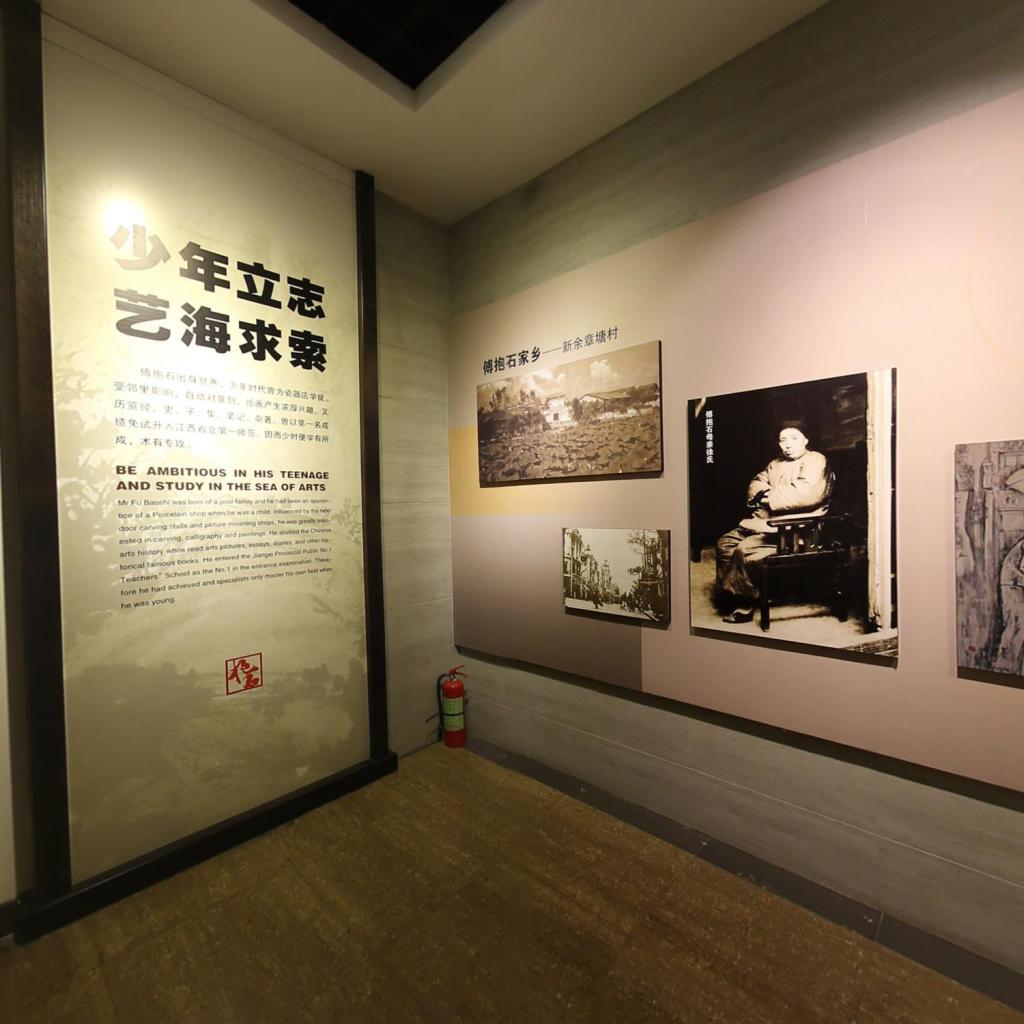 少年立志
艺海求索
傅抱石出身贫寒，少年时代曾为瓷器店学徒。
受邻里影响，自动对篆刻、绘画产生浓厚兴趣。又
历览经、史、子、集、笔记、杂著。曾以第一名成
绩免试升入江西省立第一师范。因而少时便学有所
成，术有专攻。
BE AMBITIOUS IN HIS TEENAGE
AND STUDY IN THE SEA OF ARTS
Mr Fu Baoshi was born of a poor family and he had been an appren-
tice of a Porcelain shop when he was a child. Influenced by the next
door carving stalls and picture mounting shops, he was greatly inter-
ested in carving, calligraphy and paintings. He studied the Chinese
arts history while read arts pictures, essays, diaries, and other his-
torical famous books. He entered the Jiangxi Provincial Public No.1
Teachers' School as the No.1 in the entrance examination. There-
fore he had achieved and specialists only master his own field when
he was young.
傅抱石家乡——新余章塘村
傅抱石母亲徐氏